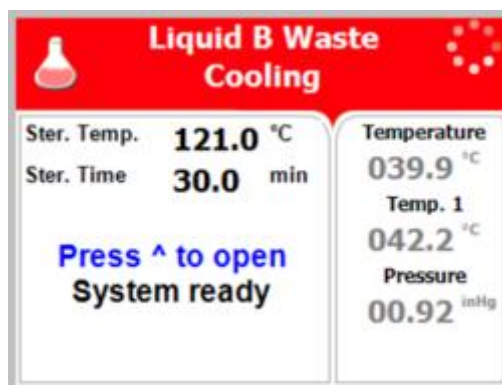 Liquid B Waste
Cooling
Ster. Temp. 121.0 °C
Ster. Time 30.0 min
Press ^ to open
System ready
Temperature
039.9 °C
Temp. 1
042.2 °C
Pressure
00.92 inHg